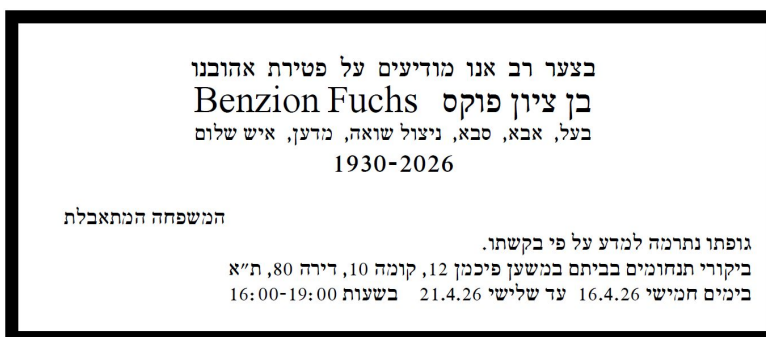 בצער רב אנו מודיעים על פטירת אהובנו
בן ציון פוקס Benzion Fuchs
בעל, אבא, סבא, ניצול שואה, מדען, איש שלום
1930-2026
המשפחה המתאבלת
גופתו נתרמה למדע על פי בקשתו.
ביקורי תנחומים בביתם במשען פיכמן 12, קומה 10, דירה 80, ת״א
בימים חמישי 16.4.26 עד שלישי 21.4.26 בשעות 16:00-19:00